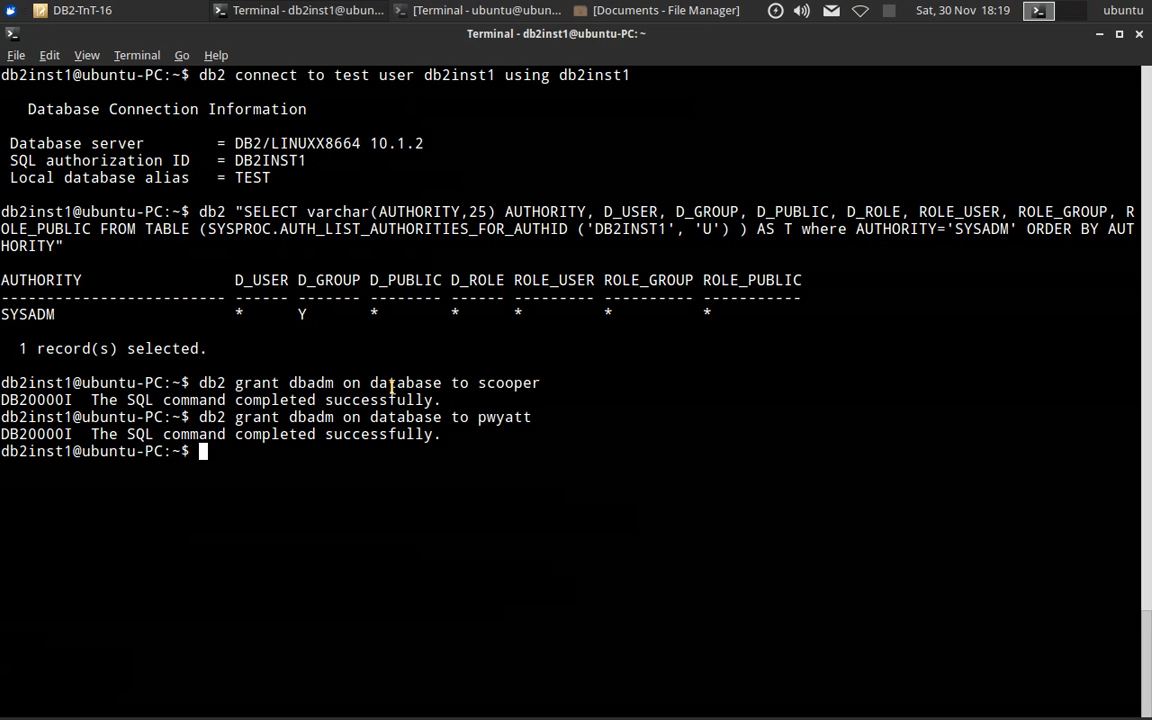 DB2-TnT-16
Terminal - db2inst1@ubun...
[Terminal - ubuntu@ubun...
[Documents - File Manager]
Sat, 30 Nov 18:19
ubuntu
Terminal - db2inst1@ubuntu-PC: ~
File Edit View Terminal Go Help
db2inst1@ubuntu-PC:~$ db2 connect to test user db2inst1 using db2inst1
Database Connection Information
Database server = DB2/LINUXX8664 10.1.2
SQL authorization ID = DB2INST1
Local database alias = TEST
db2inst1@ubuntu-PC:~$ db2 "SELECT varchar(AUTHORITY,25) AUTHORITY, D_USER, D_GROUP, D_PUBLIC, D_ROLE, ROLE_USER, ROLE_GROUP, R
OLE_PUBLIC FROM TABLE (SYSPROC.AUTH_LIST_AUTHORITIES_FOR_AUTHID ('DB2INST1', 'U') ) AS T where AUTHORITY='SYSADM' ORDER BY AUT
HORITY"
AUTHORITY D_USER D_GROUP D_PUBLIC D_ROLE ROLE_USER ROLE_GROUP ROLE_PUBLIC
------------------------- ------ ------- -------- ------ --------- ---------- -----------
SYSADM * Y * * * * *
1 record(s) selected.
db2inst1@ubuntu-PC:~$ db2 grant dbadm on database to scooper
DB20000I The SQL command completed successfully.
db2inst1@ubuntu-PC:~$ db2 grant dbadm on database to pwyatt
DB20000I The SQL command completed successfully.
db2inst1@ubuntu-PC:~$